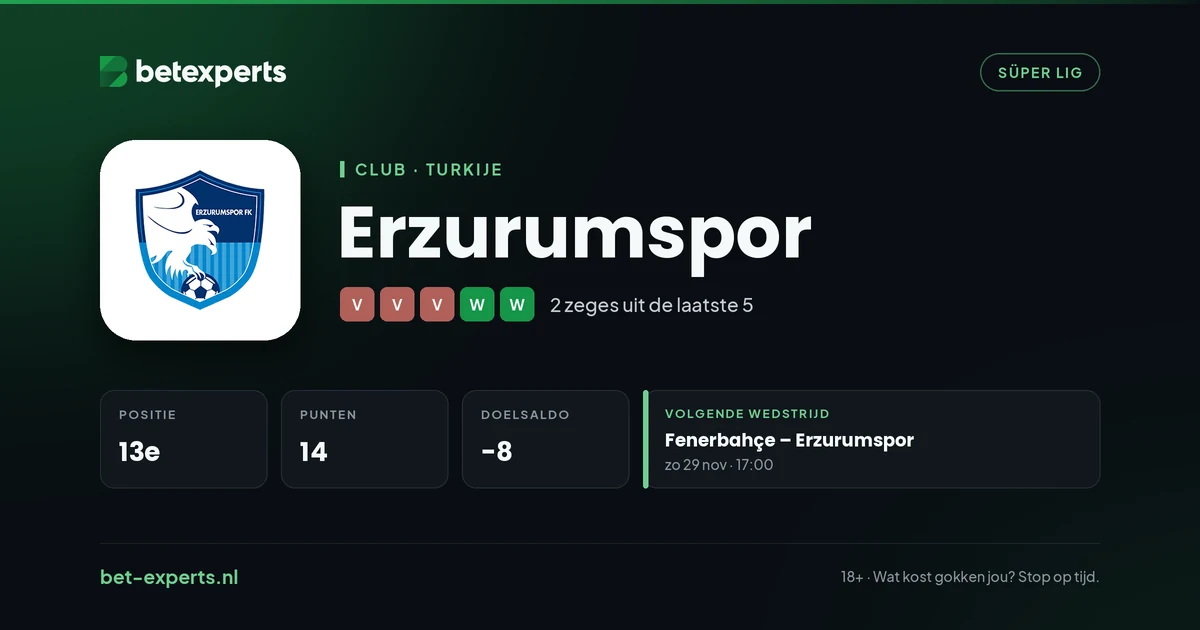 betexperts
SÜPER LIG
ERZURUMSPOR FK
CLUB · TURKIJE
Erzurumspor
V V V W W 2 zeges uit de laatste 5
POSITIE
13e
PUNTEN
14
DOELSALDO
-8
VOLGENDE WEDSTRIJD
Fenerbahçe – Erzurumspor
zo 29 nov · 17:00
bet-experts.nl
18+ · Wat kost gokken jou? Stop op tijd.